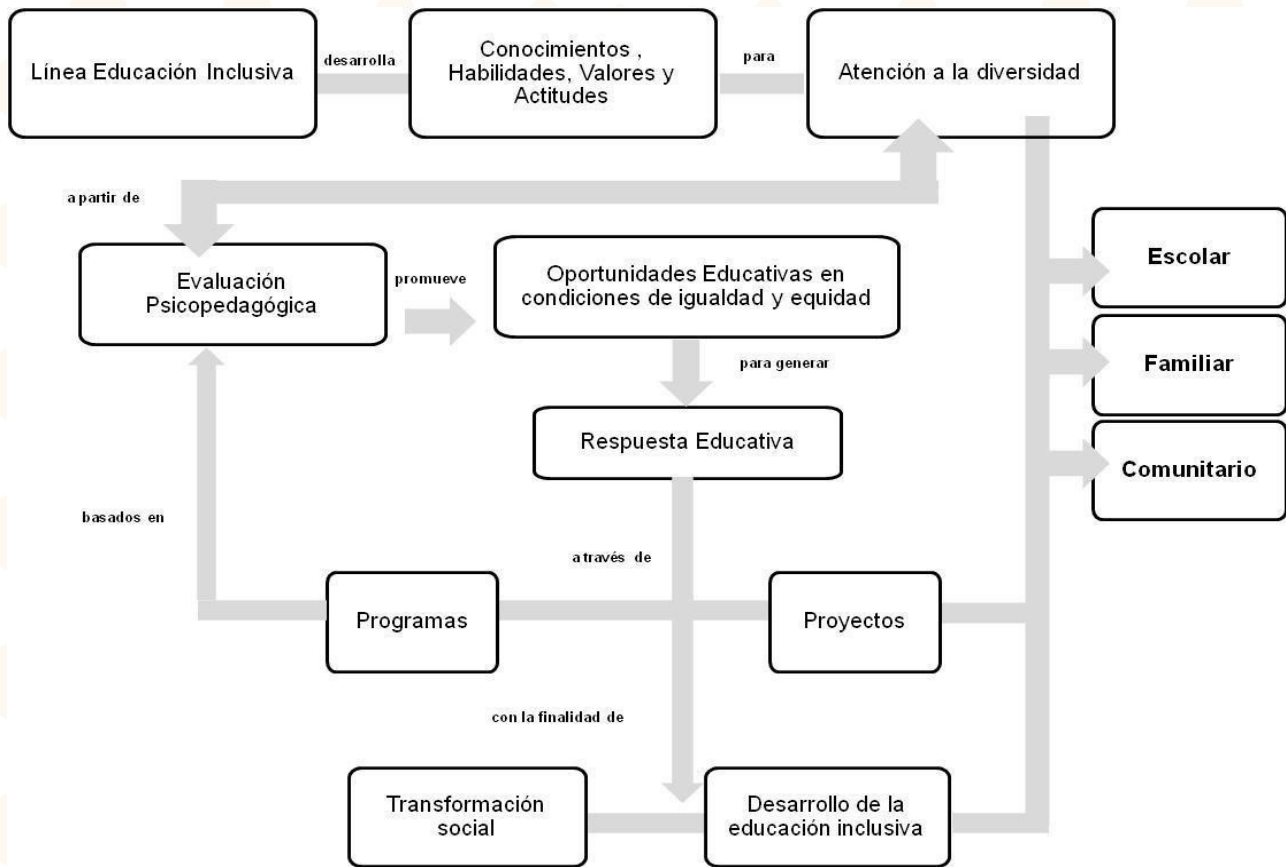 Línea Educación Inclusiva
desarrolla
Conocimientos ,
Habilidades, Valores y
Actitudes
para
Atención a la diversidad
a partir de
Evaluación
Psicopedagógica
promueve
Oportunidades Educativas en
condiciones de igualdad y equidad
Escolar
Familiar
Comunitario
para generar
Respuesta Educativa
basados en
a través de
Programas
Proyectos
con la finalidad de
Transformación
social
Desarrollo de la
educación inclusiva